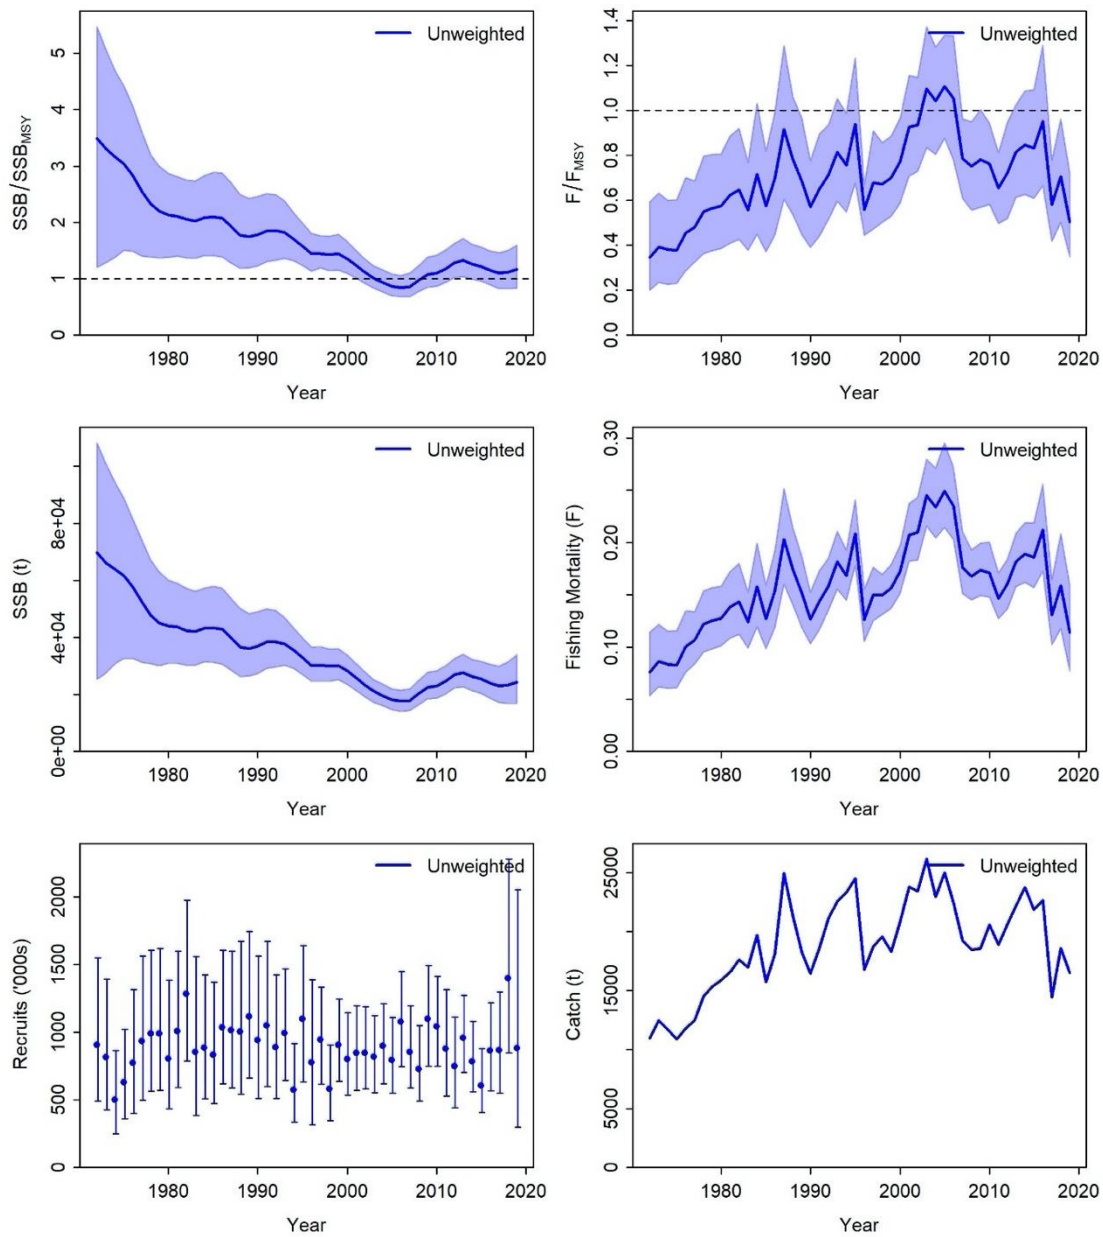 Unweighted
SSB/SSBMSY
0 1 2 3 4 5
1980 1990 2000 2010 2020
Year
Unweighted
F/FMSY
0.0 0.2 0.4 0.6 0.8 1.0 1.2 1.4
1980 1990 2000 2010 2020
Year
Unweighted
SSB (t)
0e+00 4e+04 8e+04
1980 1990 2000 2010 2020
Year
Unweighted
Fishing Mortality (F)
0.00 0.10 0.20 0.30
1980 1990 2000 2010 2020
Year
Unweighted
Recruits ('000s)
0 500 1000 1500 2000
1980 1990 2000 2010 2020
Year
Unweighted
Catch (t)
0 5000 15000 25000
1980 1990 2000 2010 2020
Year